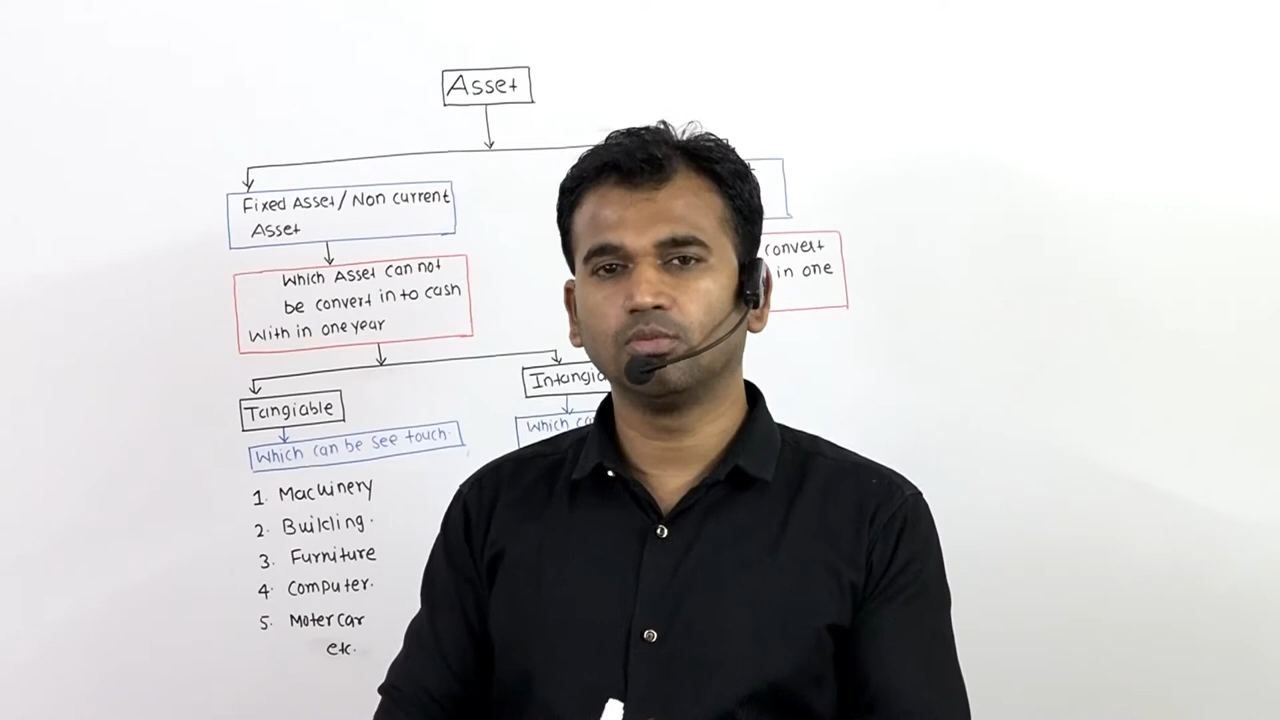 Asset
Fixed Asset / Non current
Asset
Which Asset can not
be convert in to cash
With in one year
convert
in one
Tangiable
Which can be see touch.
1. Machinery
2. Building.
3. Furniture
4. Computer.
5. Moter car
etc.
Which